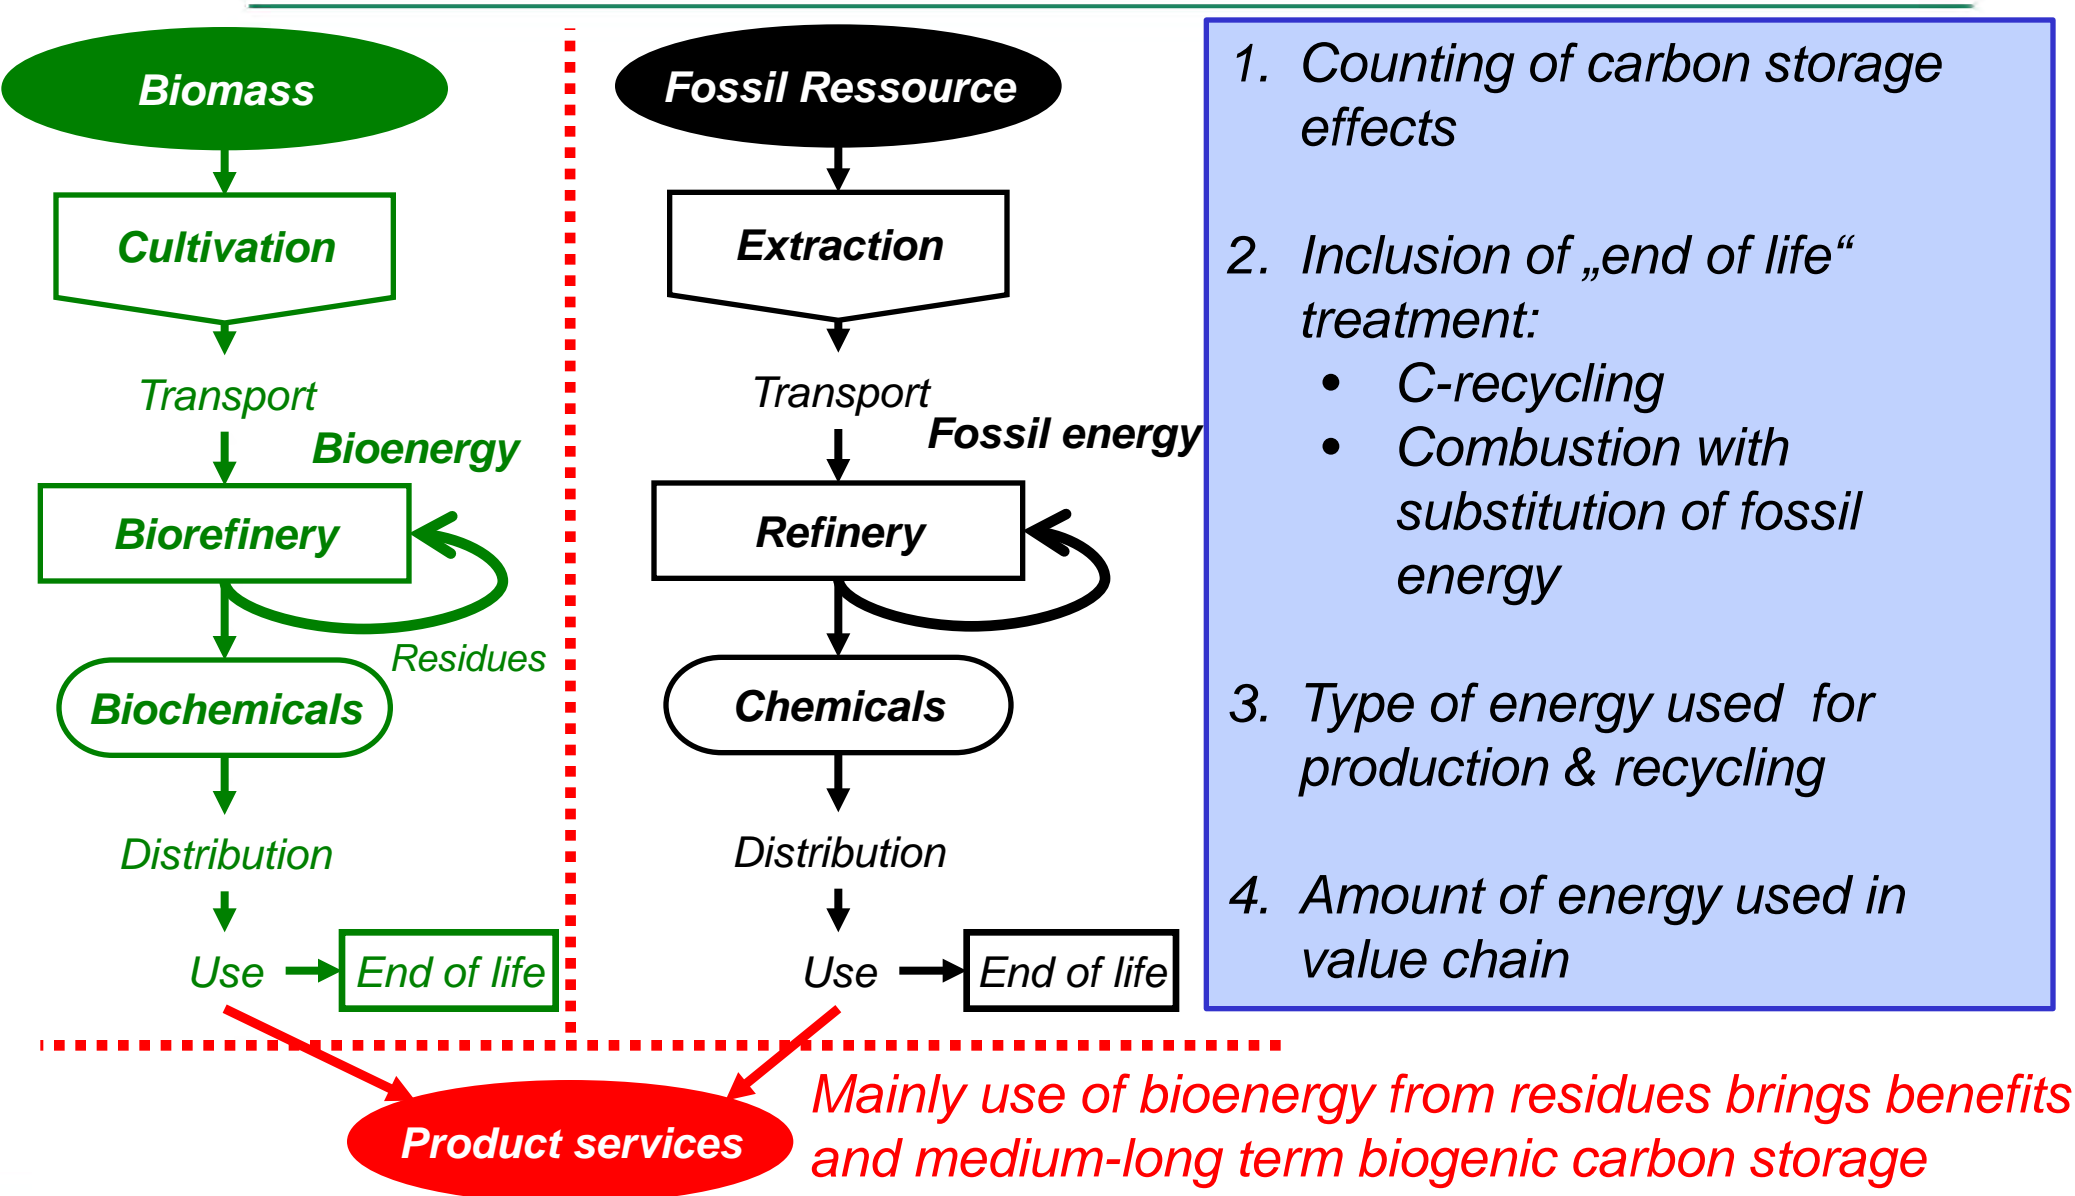 Biomass
Cultivation
Transport
Bioenergy
Biorefinery
Residues
Biochemicals
Distribution
Use
End of life
Fossil Ressource
Extraction
Transport
Fossil energy
Refinery
Chemicals
Distribution
Use
End of life
Product services
1. Counting of carbon storage
effects
2. Inclusion of „end of life“
treatment:
• C-recycling
• Combustion with
substitution of fossil
energy
3. Type of energy used for
production & recycling
4. Amount of energy used in
value chain
Mainly use of bioenergy from residues brings benefits
and medium-long term biogenic carbon storage